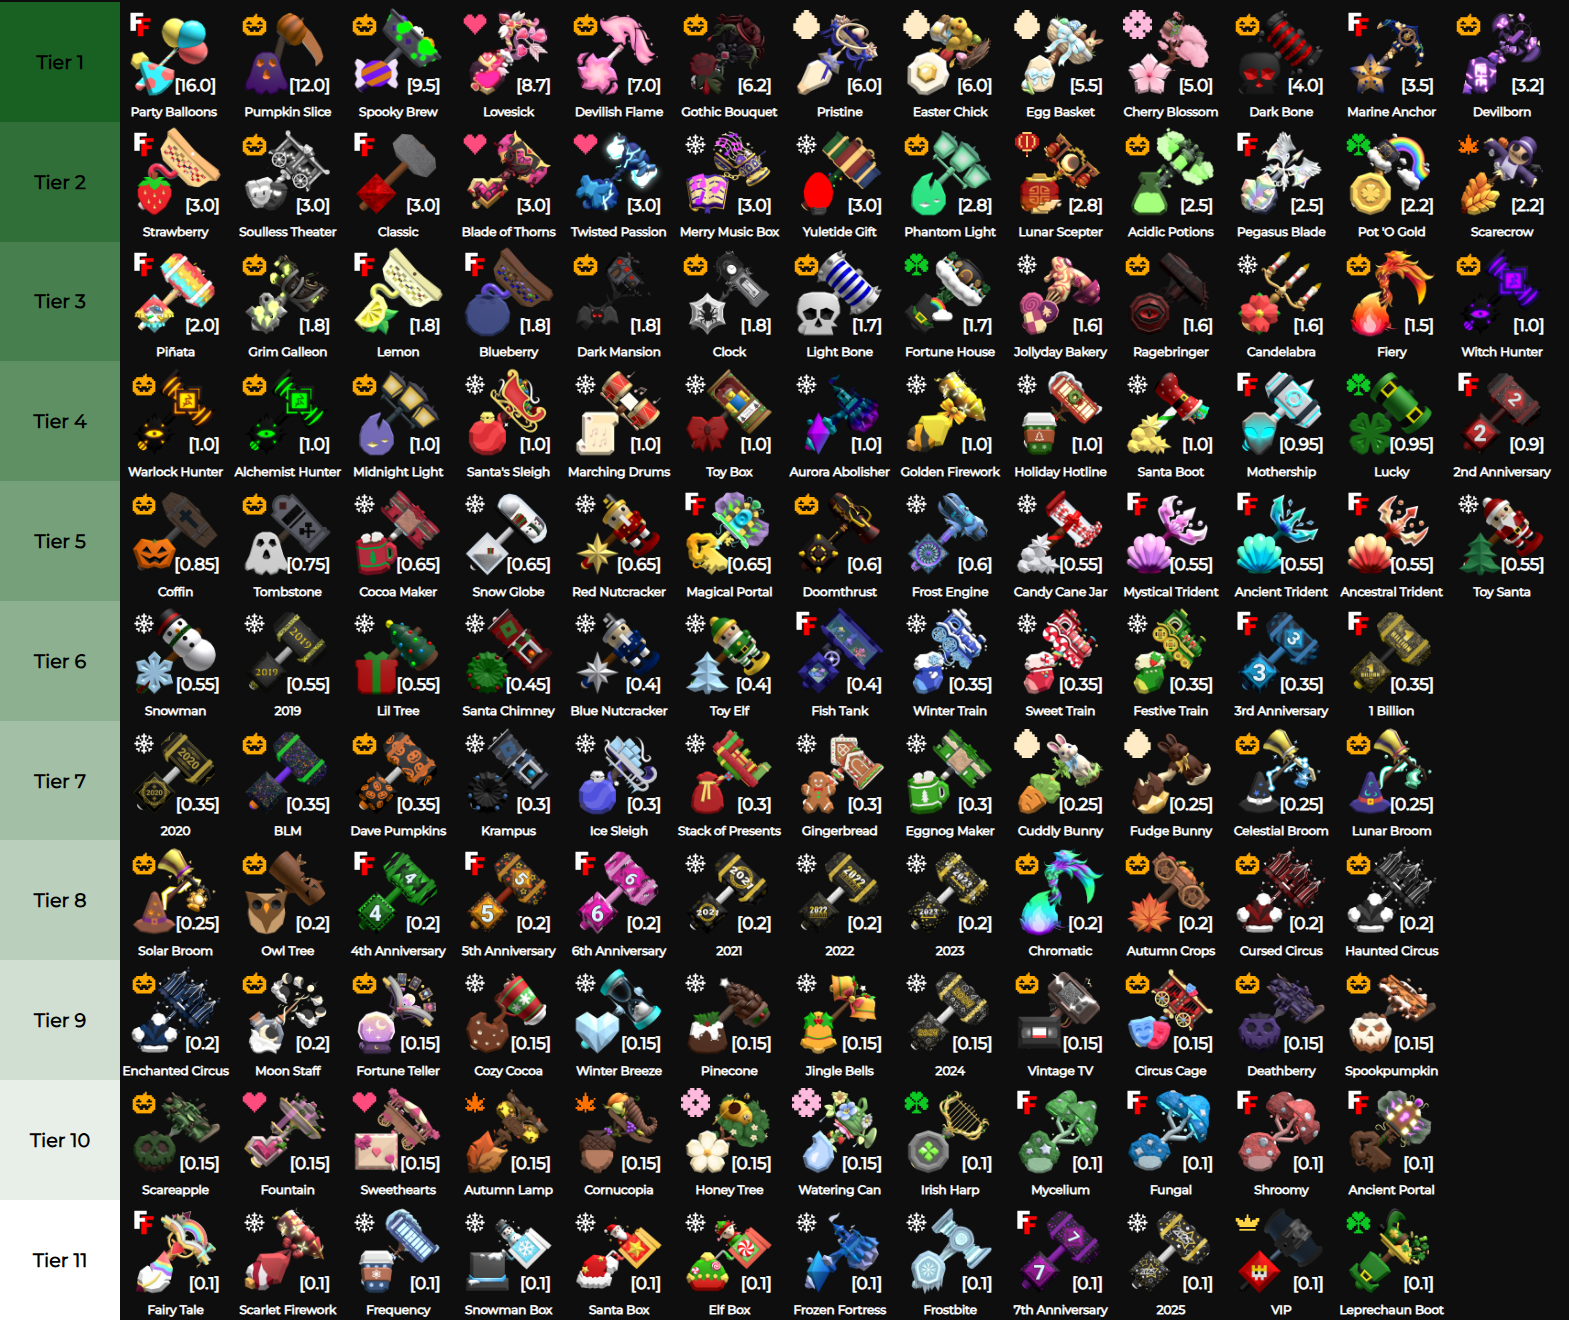 Tier 1
[16.0] [12.0] [9.5] [8.7] [7.0] [6.2] [6.0] [6.0] [5.5] [5.0] [4.0] [3.5] [3.2]
Party Balloons Pumpkin Slice Spooky Brew Lovesick Devilish Flame Gothic Bouquet Pristine Easter Chick Egg Basket Cherry Blossom Dark Bone Marine Anchor Devilborn
Tier 2
[3.0] [3.0] [3.0] [3.0] [3.0] [3.0] [3.0] [2.8] [2.8] [2.5] [2.5] [2.2] [2.2]
Strawberry Soulless Theater Classic Blade of Thorns Twisted Passion Merry Music Box Yuletide Gift Phantom Light Lunar Scepter Acidic Potions Pegasus Blade Pot 'O Gold Scarecrow
Tier 3
[2.0] [1.8] [1.8] [1.8] [1.8] [1.8] [1.7] [1.7] [1.6] [1.6] [1.6] [1.5] [1.0]
Piñata Grim Galleon Lemon Blueberry Dark Mansion Clock Light Bone Fortune House Jollyday Bakery Ragebringer Candelabra Fiery Witch Hunter
Tier 4
[1.0] [1.0] [1.0] [1.0] [1.0] [1.0] [1.0] [1.0] [1.0] [1.0] [0.95] [0.95] [0.9]
Warlock Hunter Alchemist Hunter Midnight Light Santa's Sleigh Marching Drums Toy Box Aurora Abolisher Golden Firework Holiday Hotline Santa Boot Mothership Lucky 2nd Anniversary
Tier 5
[0.85] [0.75] [0.65] [0.65] [0.65] [0.65] [0.6] [0.6] [0.55] [0.55] [0.55] [0.55] [0.55]
Coffin Tombstone Cocoa Maker Snow Globe Red Nutcracker Magical Portal Doomthrust Frost Engine Candy Cane Jar Mystical Trident Ancient Trident Ancestral Trident Toy Santa
Tier 6
[0.55] [0.55] [0.55] [0.45] [0.4] [0.4] [0.4] [0.35] [0.35] [0.35] [0.35] [0.35]
Snowman 2019 Lil Tree Santa Chimney Blue Nutcracker Toy Elf Fish Tank Winter Train Sweet Train Festive Train 3rd Anniversary 1 Billion
Tier 7
[0.35] [0.35] [0.35] [0.3] [0.3] [0.3] [0.3] [0.3] [0.25] [0.25] [0.25] [0.25]
2020 BLM Dave Pumpkins Krampus Ice Sleigh Stack of Presents Gingerbread Eggnog Maker Cuddly Bunny Fudge Bunny Celestial Broom Lunar Broom
Tier 8
[0.25] [0.2] [0.2] [0.2] [0.2] [0.2] [0.2] [0.2] [0.2] [0.2] [0.2] [0.2]
Solar Broom Owl Tree 4th Anniversary 5th Anniversary 6th Anniversary 2021 2022 2023 Chromatic Autumn Crops Cursed Circus Haunted Circus
Tier 9
[0.2] [0.2] [0.15] [0.15] [0.15] [0.15] [0.15] [0.15] [0.15] [0.15] [0.15] [0.15]
Enchanted Circus Moon Staff Fortune Teller Cozy Cocoa Winter Breeze Pinecone Jingle Bells 2024 Vintage TV Circus Cage Deathberry Spookpumpkin
Tier 10
[0.15] [0.15] [0.15] [0.15] [0.15] [0.15] [0.15] [0.1] [0.1] [0.1] [0.1] [0.1]
Scareapple Fountain Sweethearts Autumn Lamp Cornucopia Honey Tree Watering Can Irish Harp Mycelium Fungal Shroomy Ancient Portal
Tier 11
[0.1] [0.1] [0.1] [0.1] [0.1] [0.1] [0.1] [0.1] [0.1] [0.1] [0.1] [0.1]
Fairy Tale Scarlet Firework Frequency Snowman Box Santa Box Elf Box Frozen Fortress Frostbite 7th Anniversary 2025 VIP Leprechaun Boot